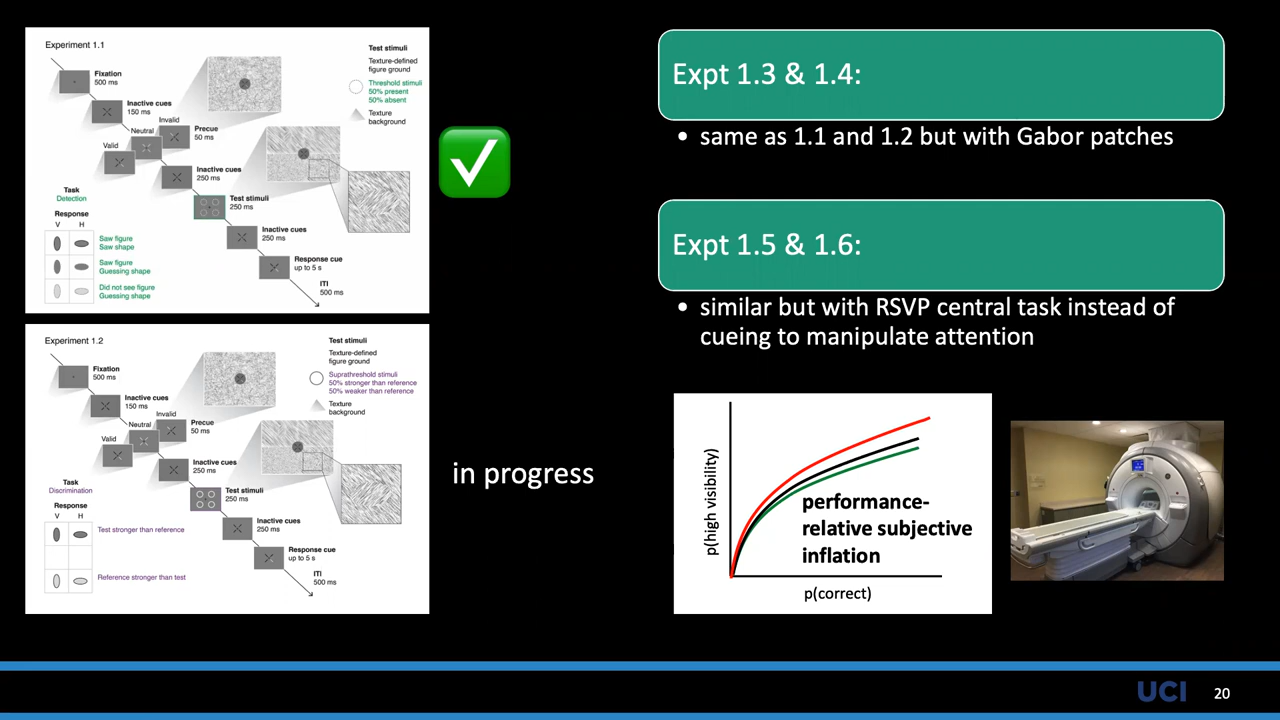 Experiment 1.1
Fixation
500 ms
Inactive cues
150 ms
Invalid
Neutral
Valid
Precue
50 ms
Inactive cues
250 ms
Test stimuli
250 ms
Inactive cues
250 ms
Response cue
up to 5 s
ITI
500 ms
Task
Detection
Response
V H
Saw figure
Saw shape
Saw figure
Guessing shape
Did not see figure
Guessing shape
Test stimuli
Texture-defined
figure ground
Threshold stimuli
50% present
50% absent
Texture
background
Experiment 1.2
Fixation
500 ms
Inactive cues
150 ms
Invalid
Neutral
Valid
Precue
50 ms
Inactive cues
250 ms
Test stimuli
250 ms
Inactive cues
250 ms
Response cue
up to 5 s
ITI
500 ms
Task
Discrimination
Response
V H
Test stronger than reference
Reference stronger than test
Test stimuli
Texture-defined
figure ground
Suprathreshold stimuli
50% stronger than reference
50% weaker than reference
Texture
background
in progress
Expt 1.3 & 1.4:
• same as 1.1 and 1.2 but with Gabor patches
Expt 1.5 & 1.6:
• similar but with RSVP central task instead of
cueing to manipulate attention
p(high visibility)
performance-
relative subjective
inflation
p(correct)
UCI
20